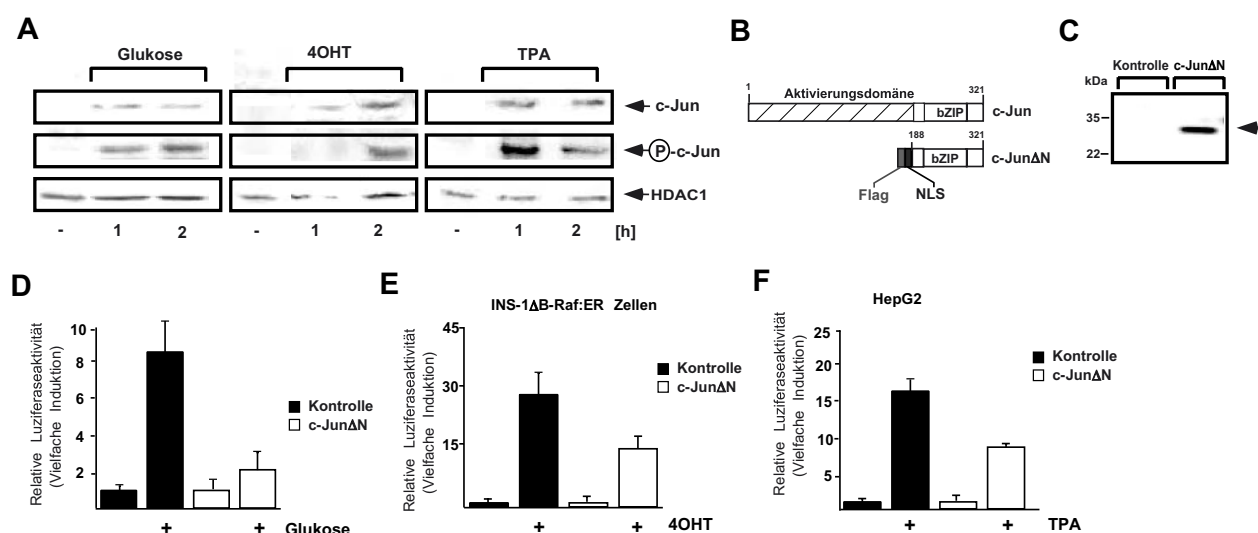 A
Glukose
4OHT
TPA
c-Jun
P-c-Jun
HDAC1
- 1 2 - 1 2 - 1 2 [h]
B
1 Aktivierungsdomäne 321
bZIP
c-Jun
188 321
bZIP
c-JunΔN
Flag
NLS
C
kDa
Kontrolle c-JunΔN
35
22
D
Relative Luziferaseaktivität
(Vielfache Induktion)
10
8
6
4
2
+ + Glukose
Kontrolle
c-JunΔN
E
INS-1ΔB-Raf:ER Zellen
Relative Luziferaseaktivität
(Vielfache Induktion)
45
30
15
+ + 4OHT
Kontrolle
c-JunΔN
F
HepG2
Relative Luziferaseaktivität
(Vielfache Induktion)
25
20
15
10
5
+ + TPA
Kontrolle
c-JunΔN